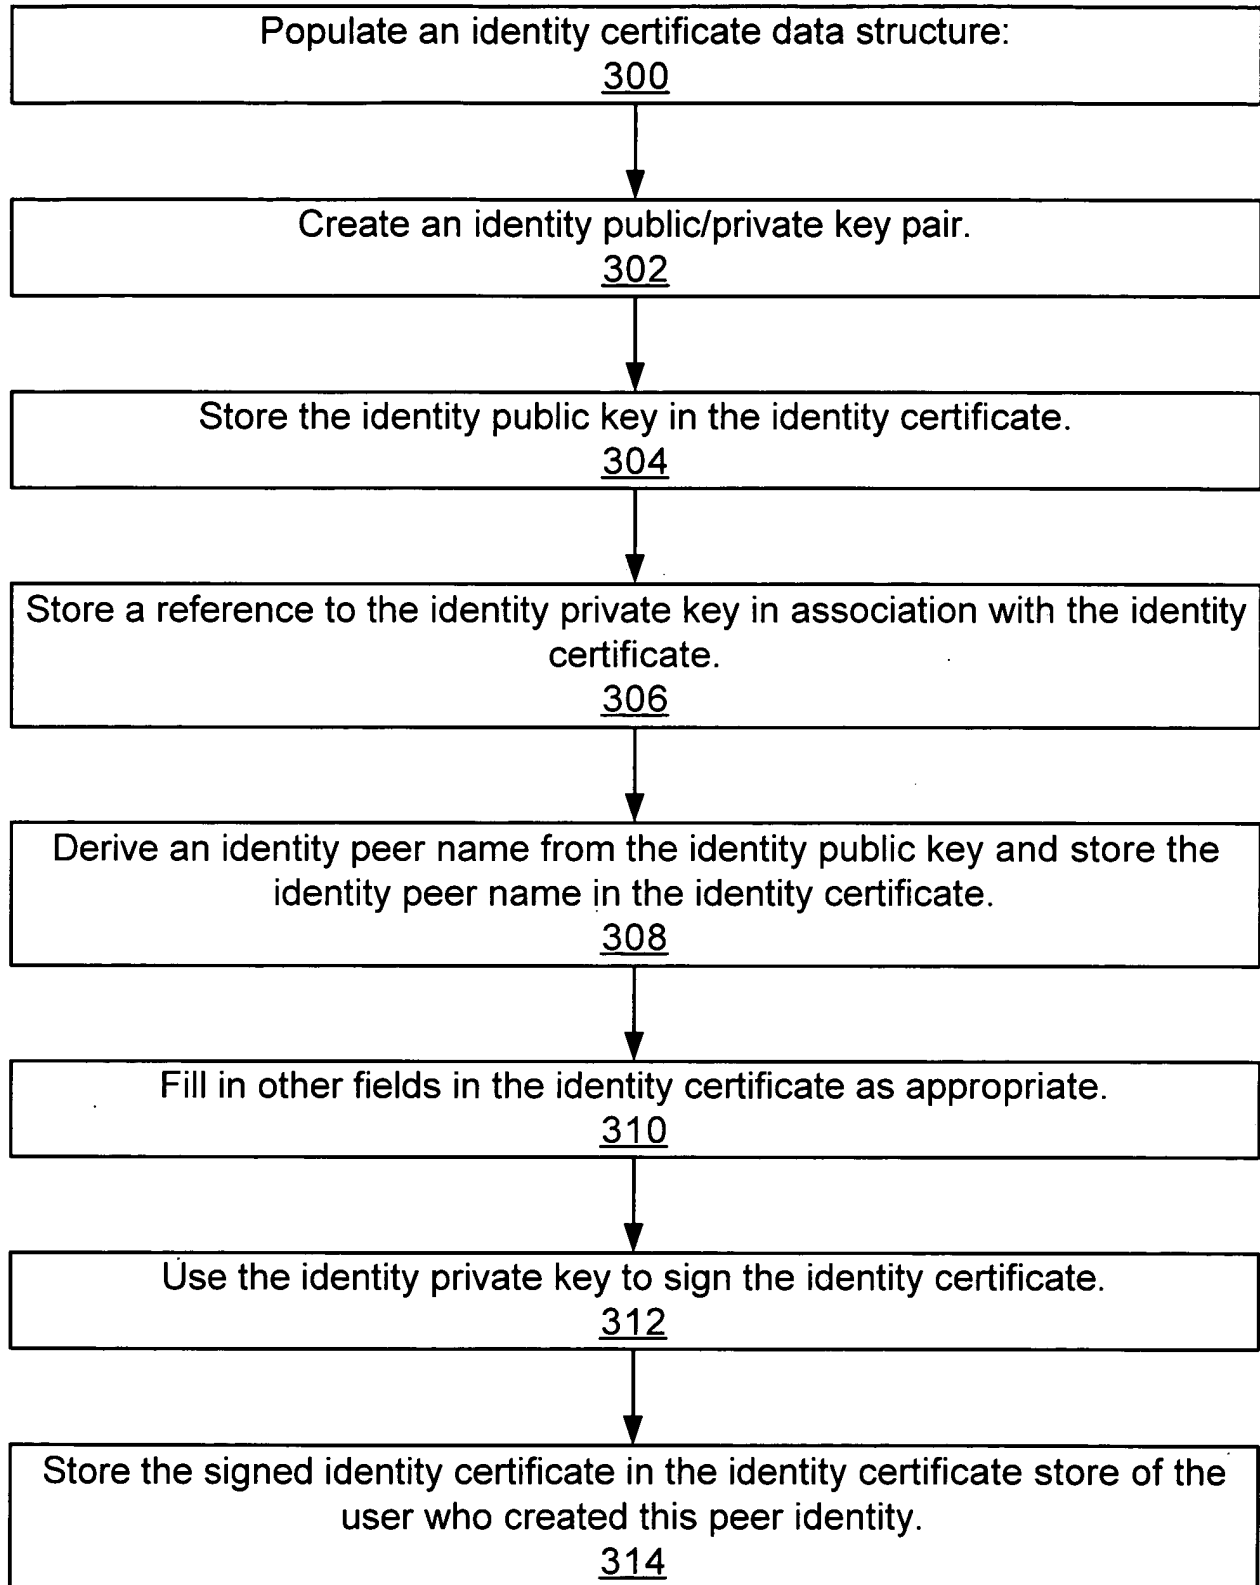 Populate an identity certificate data structure:
300
Create an identity public/private key pair.
302
Store the identity public key in the identity certificate.
304
Store a reference to the identity private key in association with the identity
certificate.
306
Derive an identity peer name from the identity public key and store the
identity peer name in the identity certificate.
308
Fill in other fields in the identity certificate as appropriate.
310
Use the identity private key to sign the identity certificate.
312
Store the signed identity certificate in the identity certificate store of the
user who created this peer identity.
314